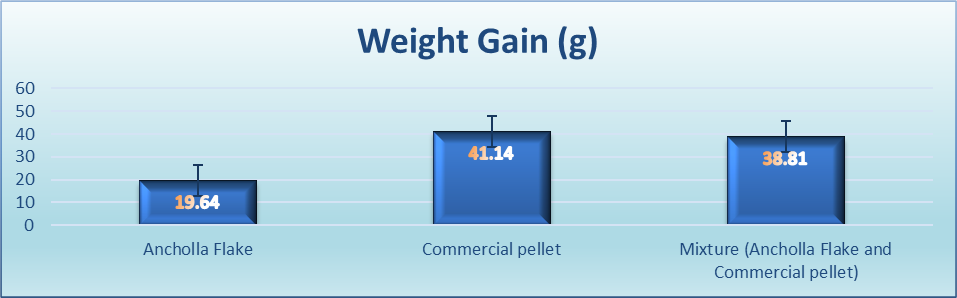 Weight Gain (g)
60
50
40
30
20
10
0
19.64
41.14
38.81
Ancholla Flake
Commercial pellet
Mixture (Ancholla Flake and
Commercial pellet)